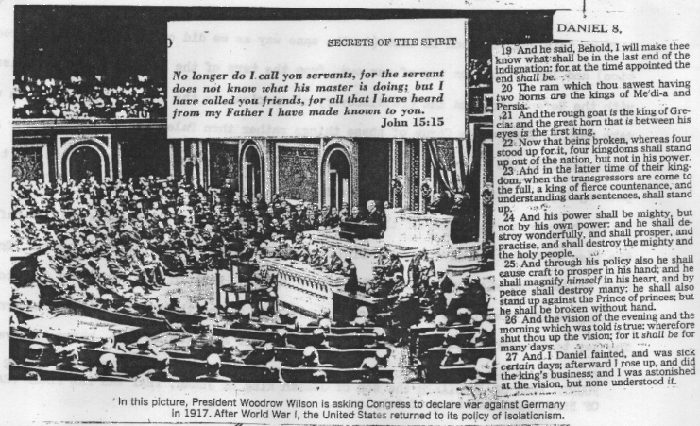 SECRETS OF THE SPIRIT
No longer do I call you servants, for the servant
does not know what his master is doing; but I
have called you friends, for all that I have heard
from my Father I have made known to you.
John 15:15
DANIEL 8,
19 And he said, Behold, I will make thee
know what shall be in the last end of the
indignation: for at the time appointed the
end shall be.
20 The ram which thou sawest having
two horns are the kings of Me'di-a and
Persia.
21 And the rough goat is the king of Gre-
cia: and the great horn that is between his
eyes is the first king.
22 Now that being broken, whereas four
stood up for it, four kingdoms shall stand
up out of the nation, but not in his power.
23 And in the latter time of their king-
dom, when the transgressors are come to
the full, a king of fierce countenance, and
understanding dark sentences, shall stand
up.
24 And his power shall be mighty, but
not by his own power: and he shall de-
stroy wonderfully, and shall prosper, and
practise, and shall destroy the mighty and
the holy people.
25 And through his policy also he shall
cause craft to prosper in his hand; and he
shall magnify himself in his heart, and by
peace shall destroy many: he shall also
stand up against the Prince of princes; but
he shall be broken without hand.
26 And the vision of the evening and the
morning which was told is true: wherefore
shut thou up the vision; for it shall be for
many days.
27 And I Daniel fainted, and was sick
certain days; afterward I rose up, and did
the king's business; and I was astonished
at the vision, but none understood it.
In this picture, President Woodrow Wilson is asking Congress to declare war against Germany
in 1917. After World War I, the United States returned to its policy of isolationism.